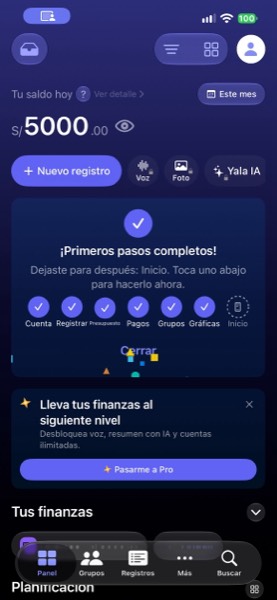 100
Tu saldo hoy ? Ver detalle >
Este mes
S/5000.00
+ Nuevo registro
Voz
Foto
Yala IA
¡Primeros pasos completos!
Dejaste para después: Inicio. Toca uno abajo
para hacerlo ahora.
Cuenta
Registrar
Presupuesto
Pagos
Grupos
Gráficas
Inicio
Cerrar
Lleva tus finanzas al
siguiente nivel
Desbloquea voz, resumen con IA y cuentas
ilimitadas.
Pasarme a Pro
Tus finanzas
Panel
Grupos
Registros
Más
Buscar
Planificación